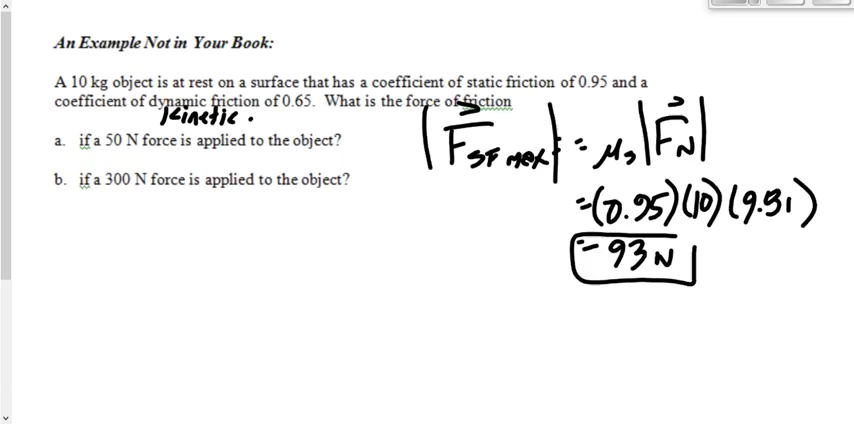 An Example Not in Your Book:
A 10 kg object is at rest on a surface that has a coefficient of static friction of 0.95 and a
coefficient of dynamic friction of 0.65. What is the force of friction
kinetic.
a. if a 50 N force is applied to the object?
b. if a 300 N force is applied to the object?
|F⃗SF max| = μs|F⃗N|
=(0.95)(10)(9.81)
= 93 N